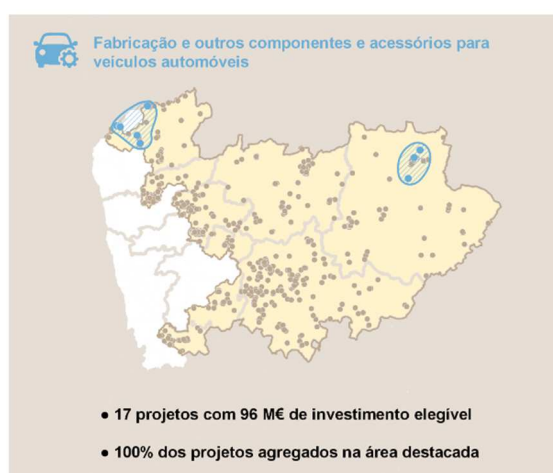 Fabricação e outros componentes e acessórios para
veiculos automóveis
● 17 projetos com 96 M€ de investimento elegível
● 100% dos projetos agregados na área destacada